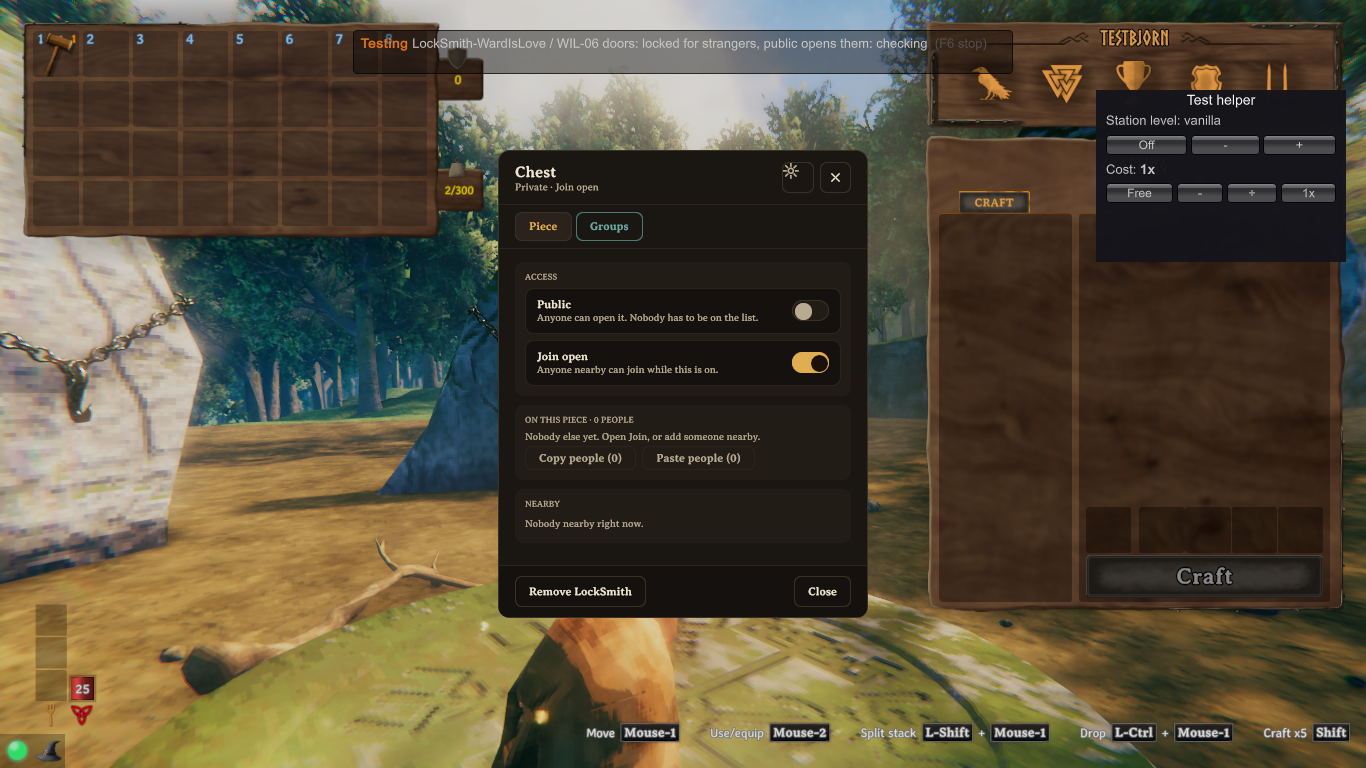 1 2 3 4 5 6 7 8
1
Testing LockSmith-WardIsLove / WIL-06 doors: locked for strangers, public opens them: checking (F6 stop)
0
2/300
TESTBJORN
Test helper
Station level: vanilla
Off - +
Cost: 1x
Free - + 1x
CRAFT
Chest
Private · Join open
Piece Groups
ACCESS
Public
Anyone can open it. Nobody has to be on the list.
Join open
Anyone nearby can join while this is on.
ON THIS PIECE · 0 PEOPLE
Nobody else yet. Open Join, or add someone nearby.
Copy people (0) Paste people (0)
NEARBY
Nobody nearby right now.
Remove LockSmith Close
Craft
25
Move Mouse-1 Use/equip Mouse-2 Split stack L-Shift + Mouse-1 Drop L-Ctrl + Mouse-1 Craft x5 Shift